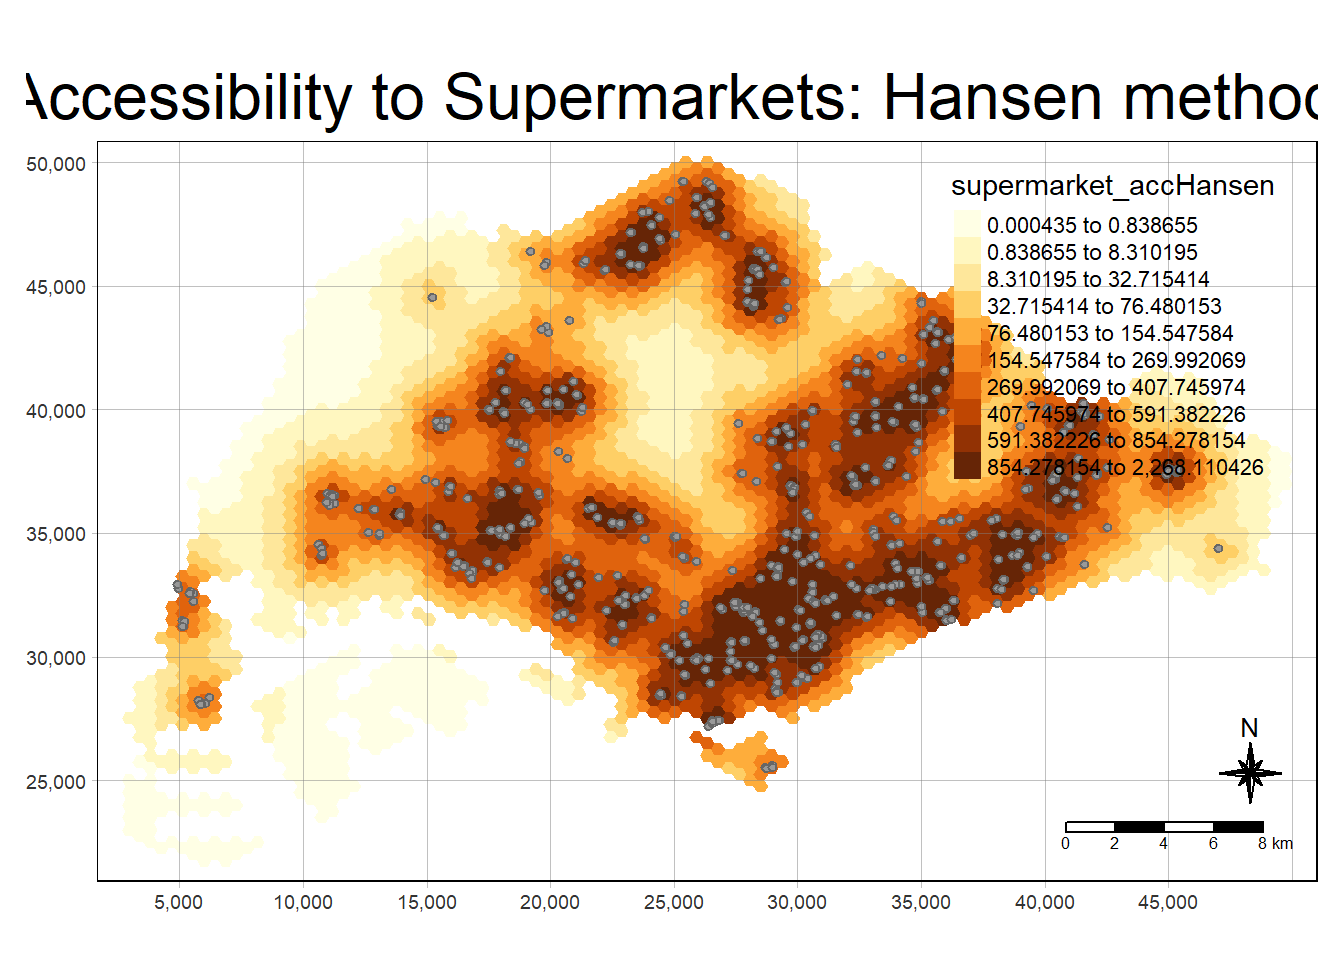 Accessibility to Supermarkets: Hansen method
supermarket_accHansen
0.000435 to 0.838655
0.838655 to 8.310195
8.310195 to 32.715414
32.715414 to 76.480153
76.480153 to 154.547584
154.547584 to 269.992069
269.992069 to 407.745974
407.745974 to 591.382226
591.382226 to 854.278154
854.278154 to 2,268.110426
50,000
45,000
40,000
35,000
30,000
25,000
N
0 2 4 6 8 km
5,000 10,000 15,000 20,000 25,000 30,000 35,000 40,000 45,000